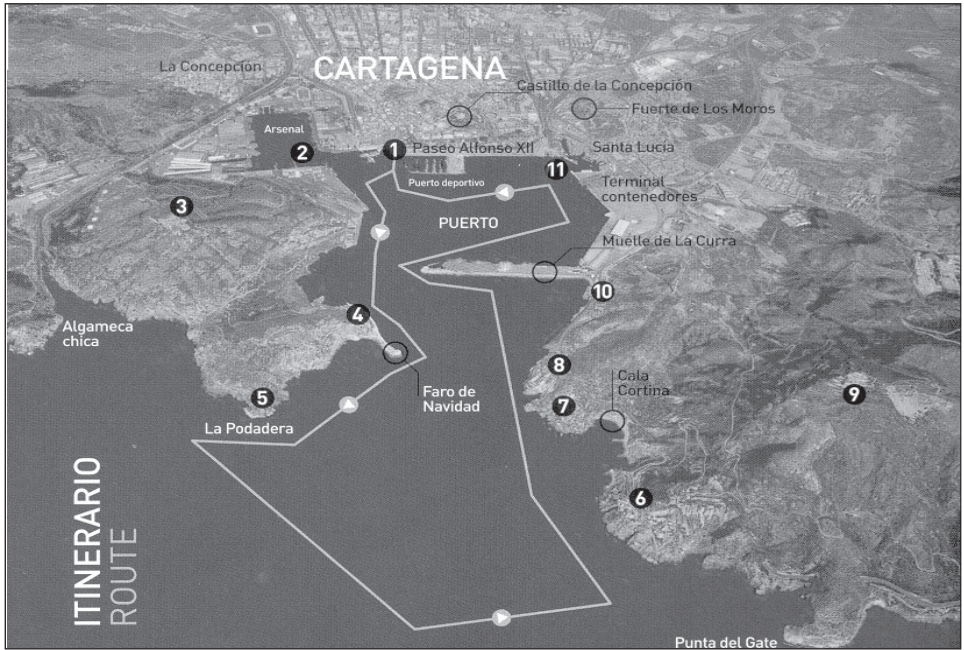 La Concepción
CARTAGENA
Castillo de la Concepción
Fuerte de Los Moros
Arsenal
2
1
Paseo Alfonso XII
Santa Lucía
11
Puerto deportivo
Terminal
contenedores
3
PUERTO
Muelle de La Curra
10
4
Algameca
chica
8
Cala
Cortina
Faro de
Navidad
9
5
7
La Podadera
6
ITINERARIO
ROUTE
Punta del Gate